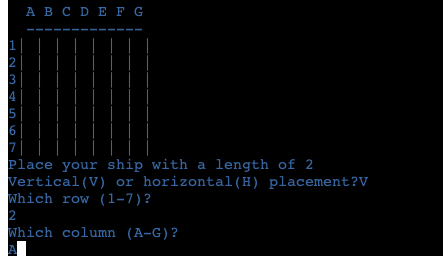 A B C D E F G
-------------
1| | | | | | | |
2| | | | | | | |
3| | | | | | | |
4| | | | | | | |
5| | | | | | | |
6| | | | | | | |
7| | | | | | | |
Place your ship with a length of 2
Vertical(V) or horizontal(H) placement?V
Which row (1-7)?
2
Which column (A-G)?
A